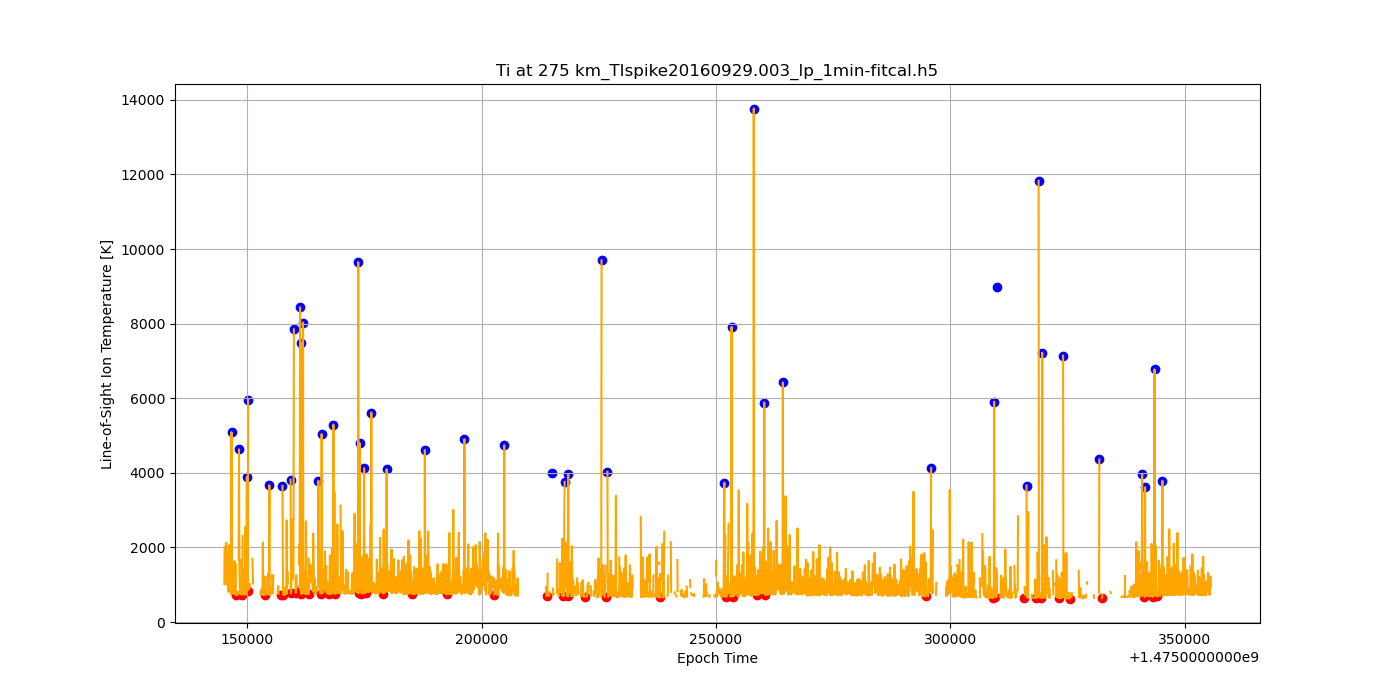 Ti at 275 km_TIspike20160929.003_lp_1min-fitcal.h5
Line-of-Sight Ion Temperature [K]
14000
12000
10000
8000
6000
4000
2000
0
150000 200000 250000 300000 350000
Epoch Time
+1.4750000000e9